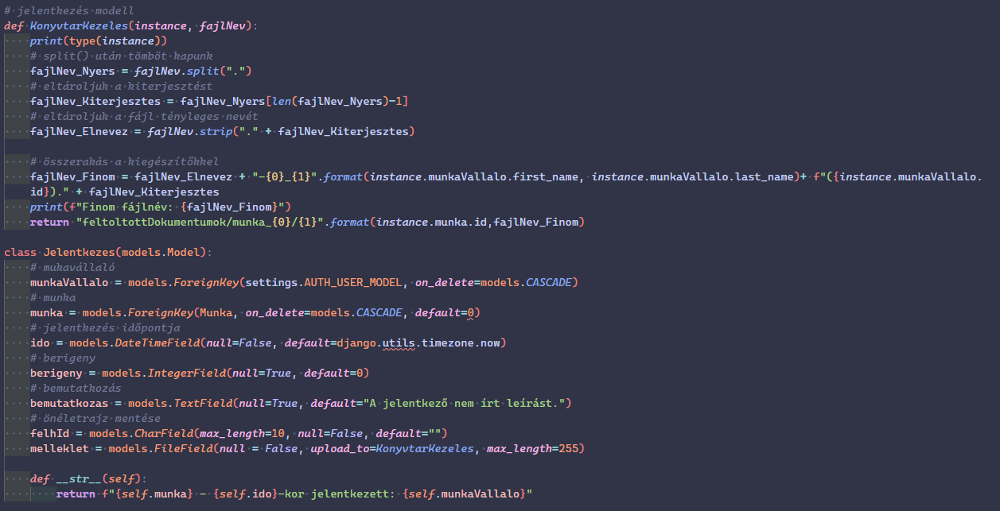 # jelentkezés modell
def KonyvtarKezeles(instance, fajlNev):
    print(type(instance))
    # split() után tömböt kapunk
    fajlNev_Nyers = fajlNev.split(".")
    # eltároljuk a kiterjesztést
    fajlNev_Kiterjesztes = fajlNev_Nyers[len(fajlNev_Nyers)-1]
    # eltároljuk a fájl tényleges nevét
    fajlNev_Elnevez = fajlNev.strip("." + fajlNev_Kiterjesztes)

    # összerakás a kiegészítőkkel
    fajlNev_Finom = fajlNev_Elnevez + "-{0}_{1}".format(instance.munkaVallalo.first_name, instance.munkaVallalo.last_name)+ f"({instance.munkaVallalo.
    id})." + fajlNev_Kiterjesztes
    print(f"Finom fájlnév: {fajlNev_Finom}")
    return "feltoltottDokumentumok/munka_{0}/{1}".format(instance.munka.id,fajlNev_Finom)

class Jelentkezes(models.Model):
    # mukavállaló
    munkaVallalo = models.ForeignKey(settings.AUTH_USER_MODEL, on_delete=models.CASCADE)
    # munka
    munka = models.ForeignKey(Munka, on_delete=models.CASCADE, default=0)
    # jelentkezés időpontja
    ido = models.DateTimeField(null=False, default=django.utils.timezone.now)
    # berigeny
    berigeny = models.IntegerField(null=True, default=0)
    # bemutatkozás
    bemutatkozas = models.TextField(null=True, default="A jelentkező nem írt leírást.")
    # önéletrajz mentése
    felhId = models.CharField(max_length=10, null=False, default="")
    melleklet = models.FileField(null = False, upload_to=KonyvtarKezeles, max_length=255)

    def __str__(self):
        return f"{self.munka} - {self.ido}-kor jelentkezett: {self.munkaVallalo}"